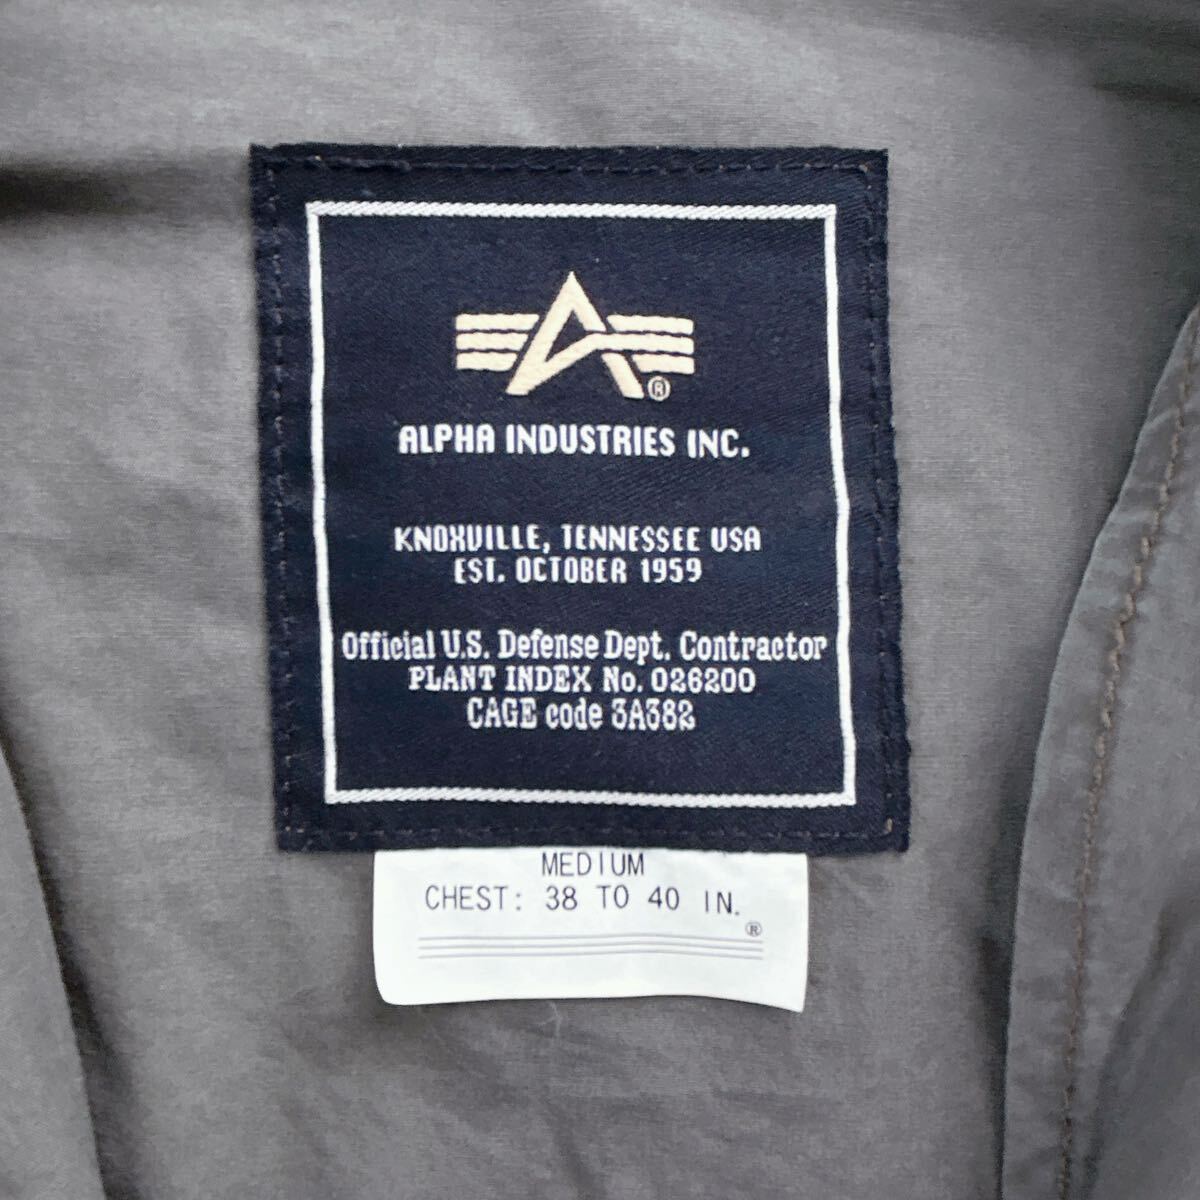 ®
ALPHA INDUSTRIES INC.
KNOXVILLE, TENNESSEE USA
EST. OCTOBER 1959
Official U.S. Defense Dept. Contractor
PLANT INDEX No. 026200
CAGE code 3A382
MEDIUM
CHEST: 38 TO 40 IN.
®